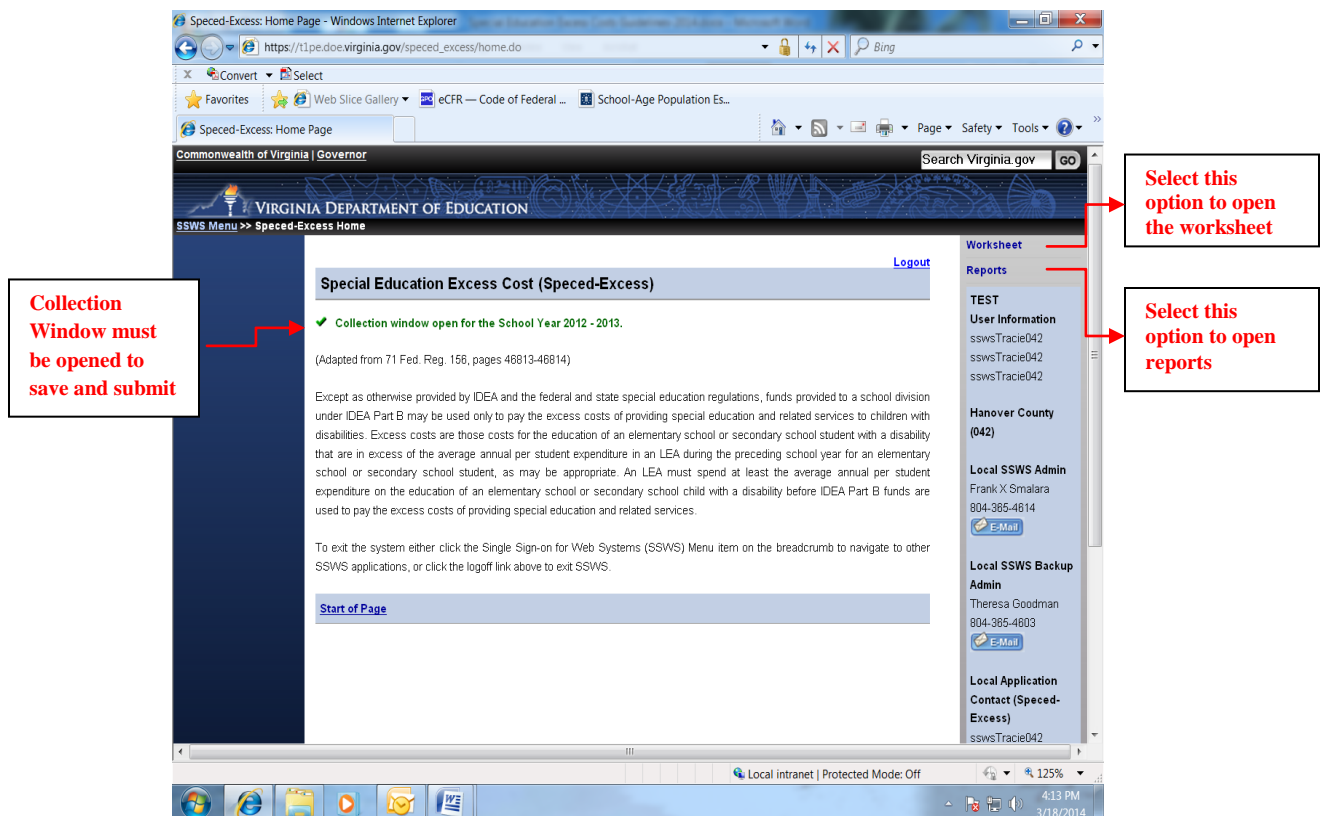 Speced-Excess: Home Page - Windows Internet Explorer
https://t1pe.doe.virginia.gov/speced_excess/home.do
Bing
X Convert Select
Favorites Web Slice Gallery eCFR — Code of Federal ... School-Age Population Es...
Speced-Excess: Home Page
Page Safety Tools
Commonwealth of Virginia | Governor
Search Virginia.gov GO
VIRGINIA DEPARTMENT OF EDUCATION
SSWS Menu >> Speced-Excess Home
Logout
Special Education Excess Cost (Speced-Excess)
Collection window open for the School Year 2012 - 2013.
(Adapted from 71 Fed. Reg. 156, pages 46813-46814)
Except as otherwise provided by IDEA and the federal and state special education regulations, funds provided to a school division
under IDEA Part B may be used only to pay the excess costs of providing special education and related services to children with
disabilities. Excess costs are those costs for the education of an elementary school or secondary school student with a disability
that are in excess of the average annual per student expenditure in an LEA during the preceding school year for an elementary
school or secondary school student, as may be appropriate. An LEA must spend at least the average annual per student
expenditure on the education of an elementary school or secondary school child with a disability before IDEA Part B funds are
used to pay the excess costs of providing special education and related services.
To exit the system either click the Single Sign-on for Web Systems (SSWS) Menu item on the breadcrumb to navigate to other
SSWS applications, or click the logoff link above to exit SSWS.
Start of Page
Worksheet
Reports
TEST
User Information
sswsTracie042
sswsTracie042
sswsTracie042
Hanover County
(042)
Local SSWS Admin
Frank X Smalara
804-365-4614
E-Mail
Local SSWS Backup
Admin
Theresa Goodman
804-365-4603
E-Mail
Local Application
Contact (Speced-
Excess)
sswsTracie042
Collection
Window must
be opened to
save and submit
Select this
option to open
the worksheet
Select this
option to open
reports
Local intranet | Protected Mode: Off
125%
4:13 PM
3/18/2014